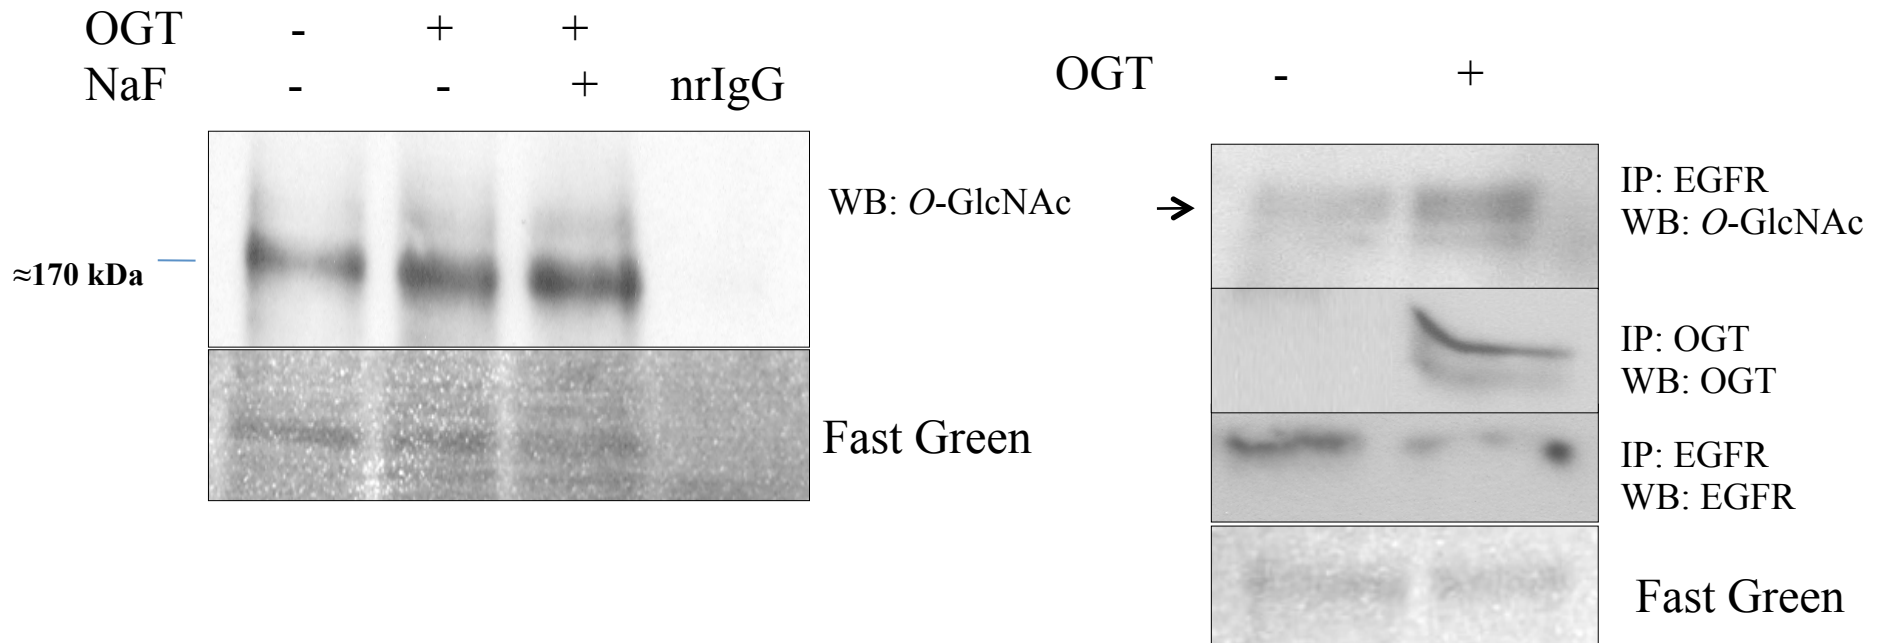 OGT - + +
NaF - - + nrIgG
≈170 kDa
WB: O-GlcNAc
Fast Green
OGT - +
IP: EGFR
WB: O-GlcNAc
IP: OGT
WB: OGT
IP: EGFR
WB: EGFR
Fast Green